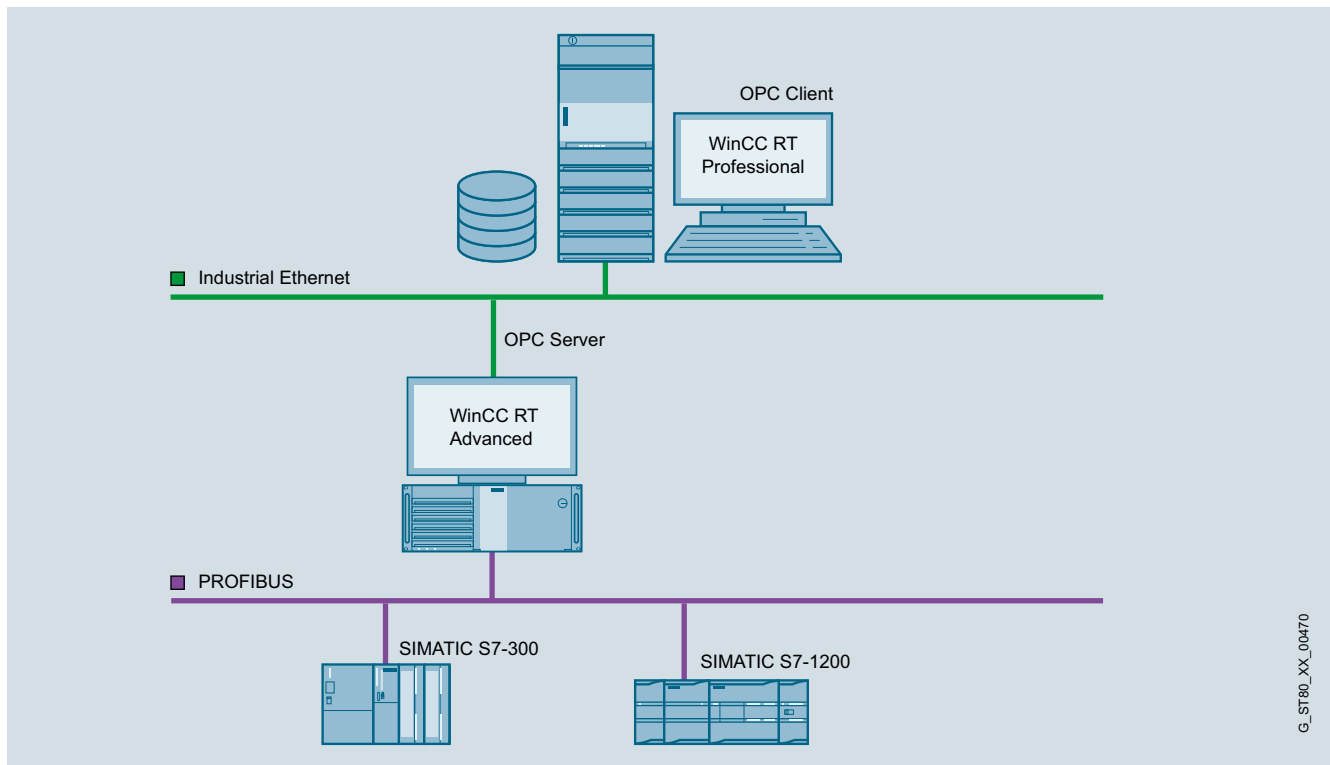 OPC Client
WinCC RT
Professional
Industrial Ethernet
OPC Server
WinCC RT
Advanced
PROFIBUS
SIMATIC S7-300
SIMATIC S7-1200
G_ST80_XX_00470